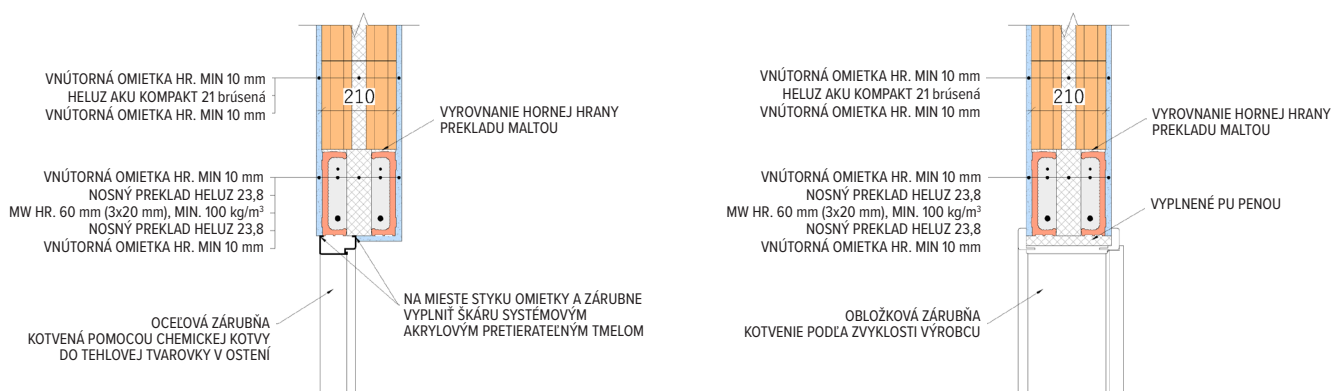 VNÚTORNÁ OMIETKA HR. MIN 10 mm
HELUZ AKU KOMPAKT 21 brúsená
VNÚTORNÁ OMIETKA HR. MIN 10 mm
210
VYROVNANIE HORNEJ HRANY
PREKLADU MALTOU
VNÚTORNÁ OMIETKA HR. MIN 10 mm
NOSNÝ PREKLAD HELUZ 23,8
MW HR. 60 mm (3x20 mm), MIN. 100 kg/m³
NOSNÝ PREKLAD HELUZ 23,8
VNÚTORNÁ OMIETKA HR. MIN 10 mm
NA MIESTE STYKU OMIETKY A ZÁRUBNE
VYPLNIŤ ŠKÁRU SYSTÉMOVÝM
AKRYLOVÝM PRETIERATEĽNÝM TMELOM
OCEĽOVÁ ZÁRUBŇA
KOTVENÁ POMOCOU CHEMICKEJ KOTVY
DO TEHLOVEJ TVAROVKY V OSTENÍ
VNÚTORNÁ OMIETKA HR. MIN 10 mm
HELUZ AKU KOMPAKT 21 brúsená
VNÚTORNÁ OMIETKA HR. MIN 10 mm
210
VYROVNANIE HORNEJ HRANY
PREKLADU MALTOU
VNÚTORNÁ OMIETKA HR. MIN 10 mm
NOSNÝ PREKLAD HELUZ 23,8
MW HR. 60 mm (3x20 mm), MIN. 100 kg/m³
NOSNÝ PREKLAD HELUZ 23,8
VNÚTORNÁ OMIETKA HR. MIN 10 mm
VYPLNENÉ PU PENOU
OBLOŽKOVÁ ZÁRUBŇA
KOTVENIE PODĽA ZVYKLOSTI VÝROBCU